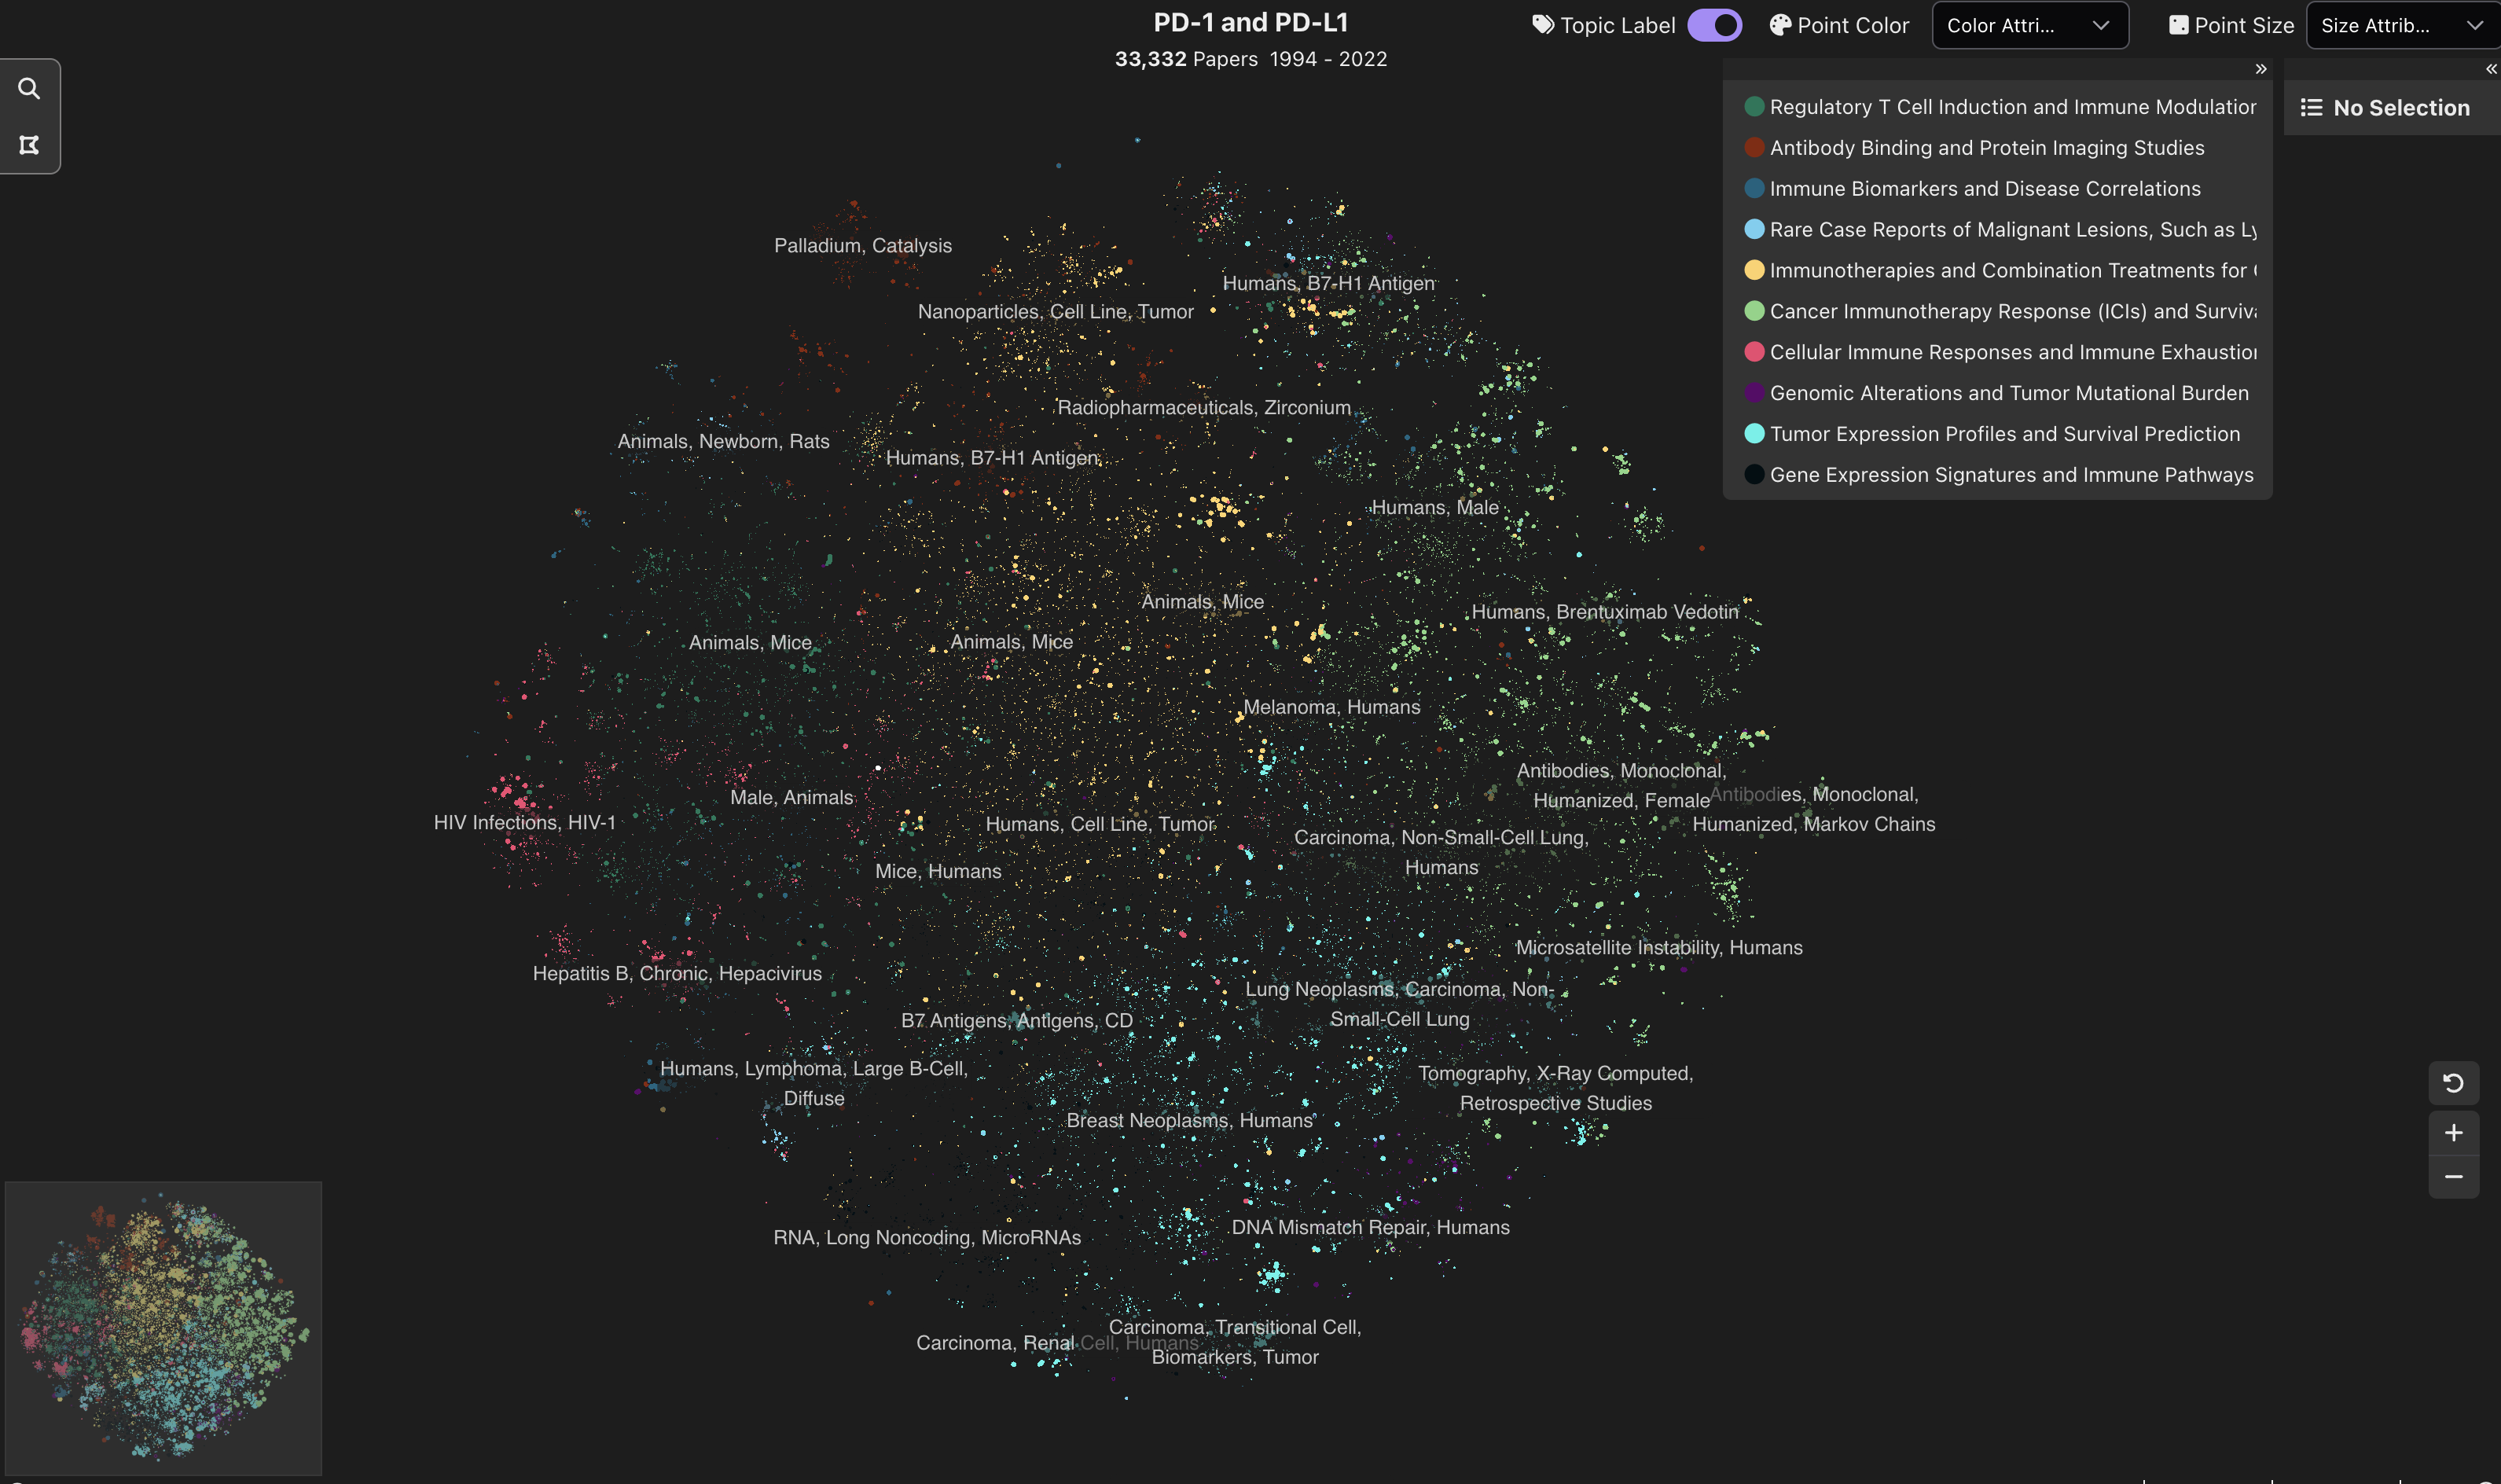 PD-1 and PD-L1
33,332 Papers 1994 - 2022
Topic Label
Point Color
Color Attri...
Point Size
Size Attrib...
No Selection
Regulatory T Cell Induction and Immune
Antibody Binding and Protein Imaging Studies
Immune Biomarkers and Disease Correlations
Rare Case Reports of Malignant Lesions, Such as
Immunotherapies and Combination Treatments for
Cancer Immunotherapy Response (ICIs) and
Cellular Immune Responses and Immune
Genomic Alterations and Tumor Mutational Burden
Tumor Expression Profiles and Survival Prediction
Gene Expression Signatures and Immune Pathways
Palladium, Catalysis
Humans, B7-H1 Antigen
Nanoparticles, Cell Line, Tumor
Radiopharmaceuticals, Zirconium
Animals, Newborn, Rats
Humans, B7-H1 Antigen
Humans, Male
Animals, Mice
Humans, Brentuximab Vedotin
Animals, Mice
Animals, Mice
Melanoma, Humans
Antibodies, Monoclonal,
Humanized, Female
Antibodies, Monoclonal,
Humanized, Markov Chains
Male, Animals
HIV Infections, HIV-1
Humans, Cell Line, Tumor
Carcinoma, Non-Small-Cell Lung,
Humans
Mice, Humans
Microsatellite Instability, Humans
Hepatitis B, Chronic, Hepacivirus
Lung Neoplasms, Carcinoma, Non-
Small-Cell Lung
B7 Antigens, Antigens, CD
Humans, Lymphoma, Large B-Cell,
Diffuse
Tomography, X-Ray Computed,
Retrospective Studies
Breast Neoplasms, Humans
DNA Mismatch Repair, Humans
RNA, Long Noncoding, MicroRNAs
Carcinoma, Transitional Cell,
Biomarkers, Tumor
Carcinoma, Renal Cell, Humans